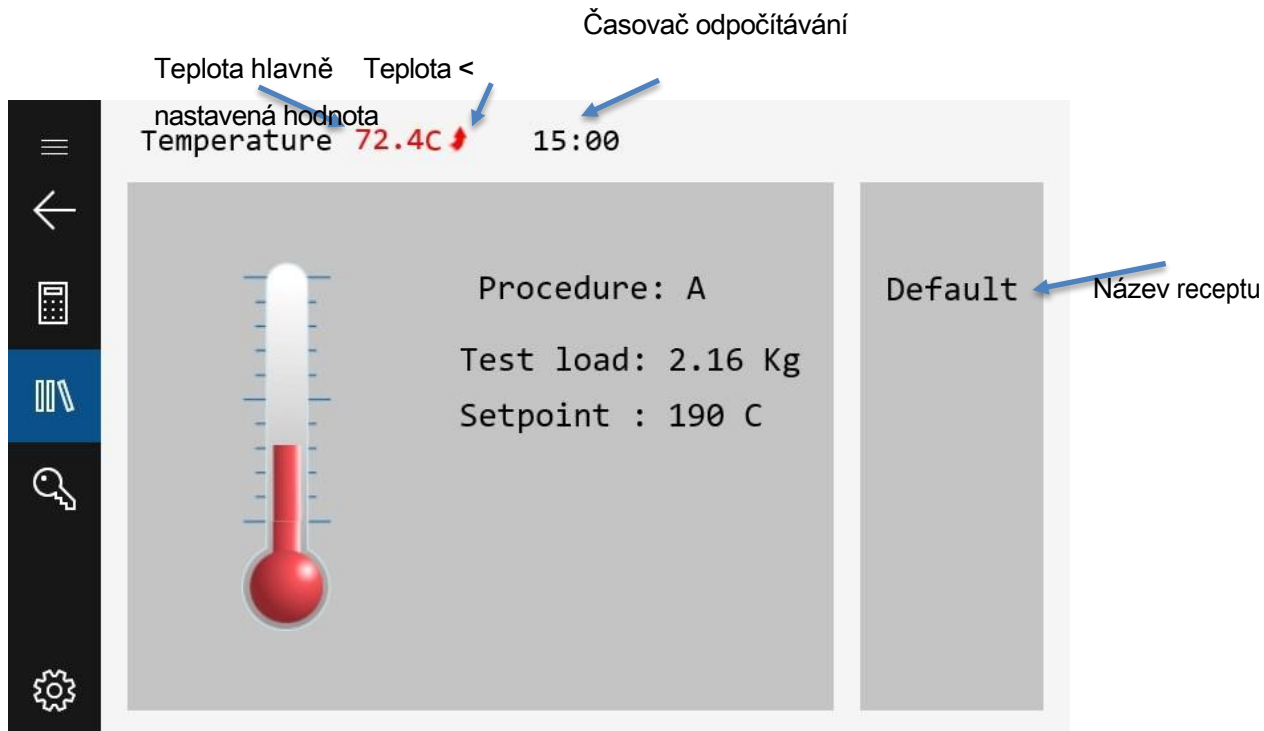 Časovač odpočítávání
Teplota hlavně Teplota <
nastavená hodnota
Temperature 72.4C 15:00
Procedure: A
Default
Název receptu
Test load: 2.16 Kg
Setpoint : 190 C